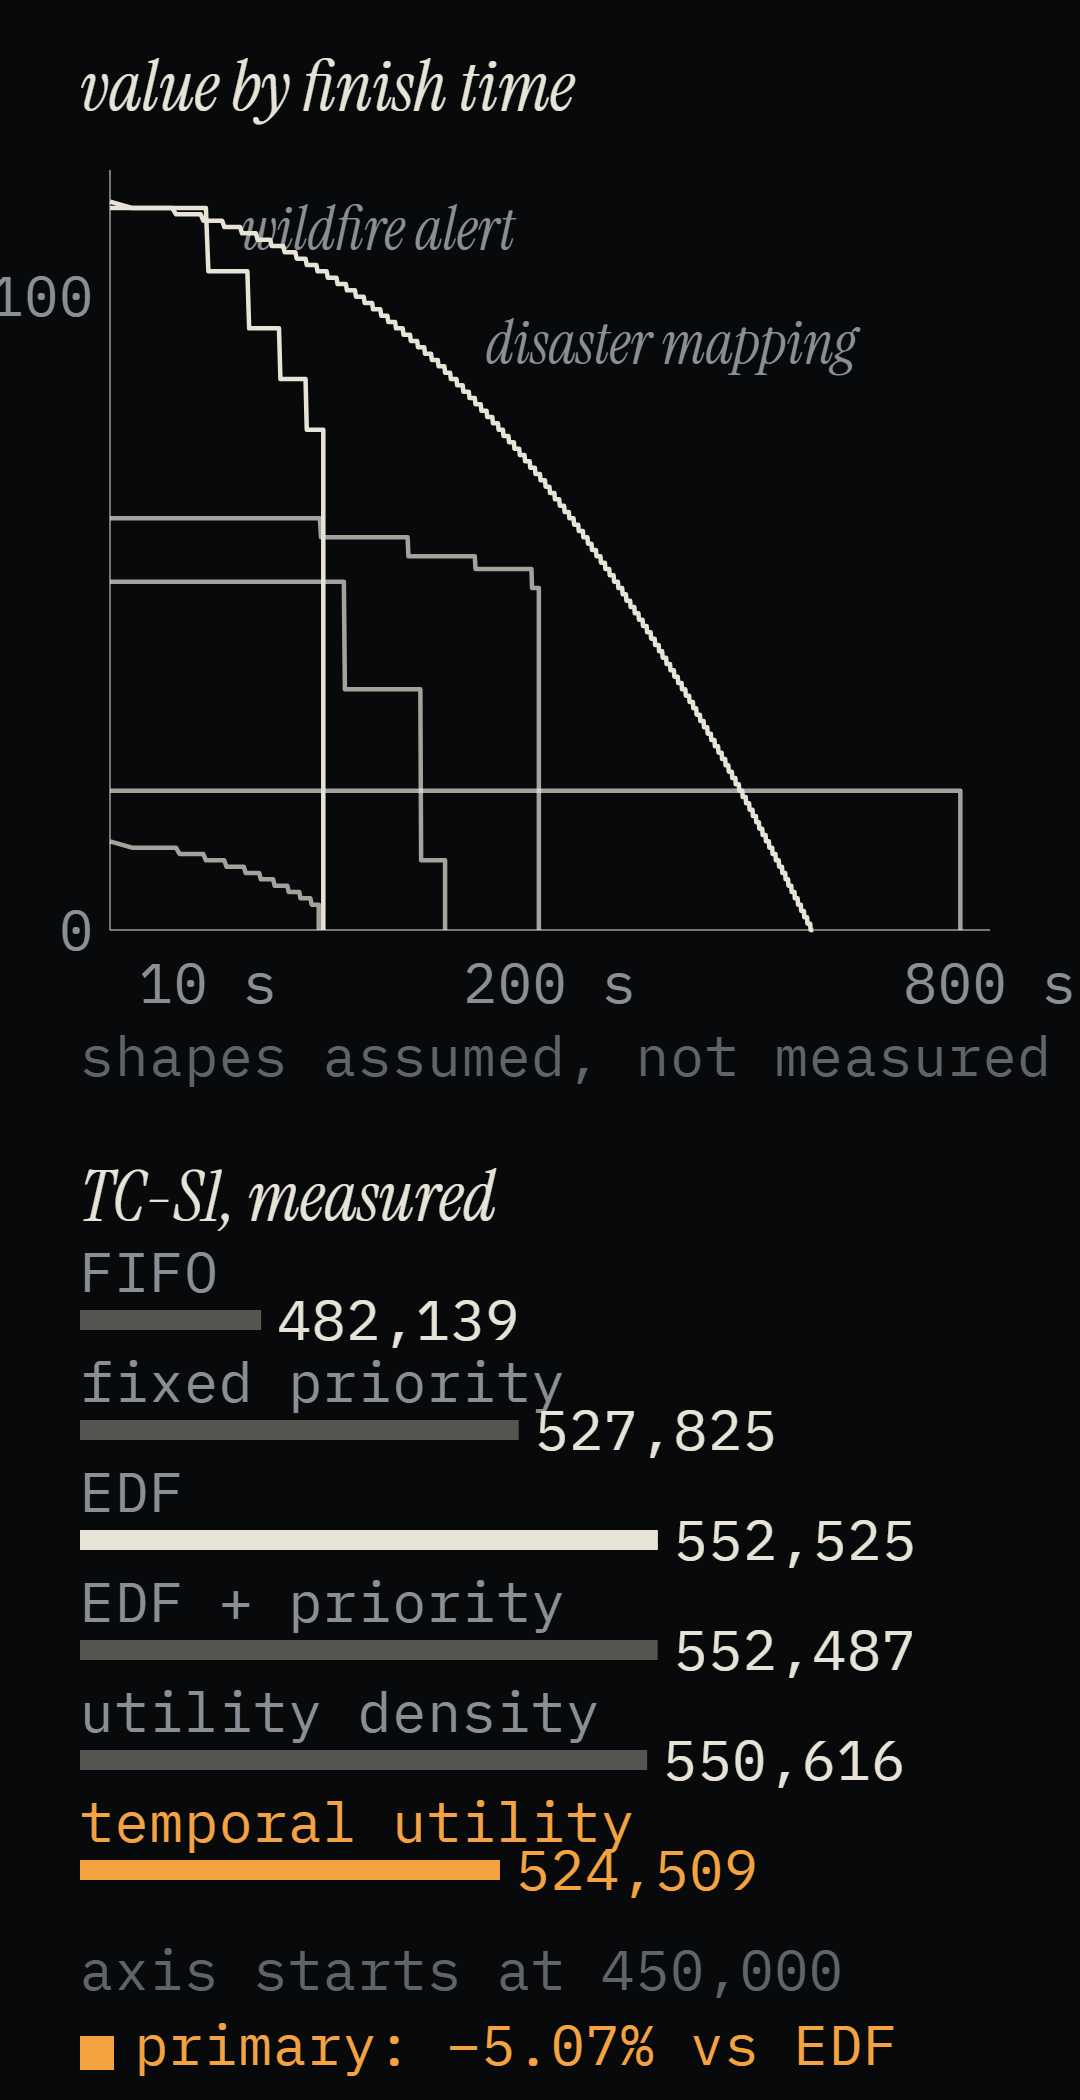 value by finish time
wildfire alert
100
disaster mapping
0
10 s 200 s 800 s
shapes assumed, not measured
TC-S1, measured
FIFO
482,139
fixed priority
527,825
EDF
552,525
EDF + priority
552,487
utility density
550,616
temporal utility
524,509
axis starts at 450,000
primary: −5.07% vs EDF